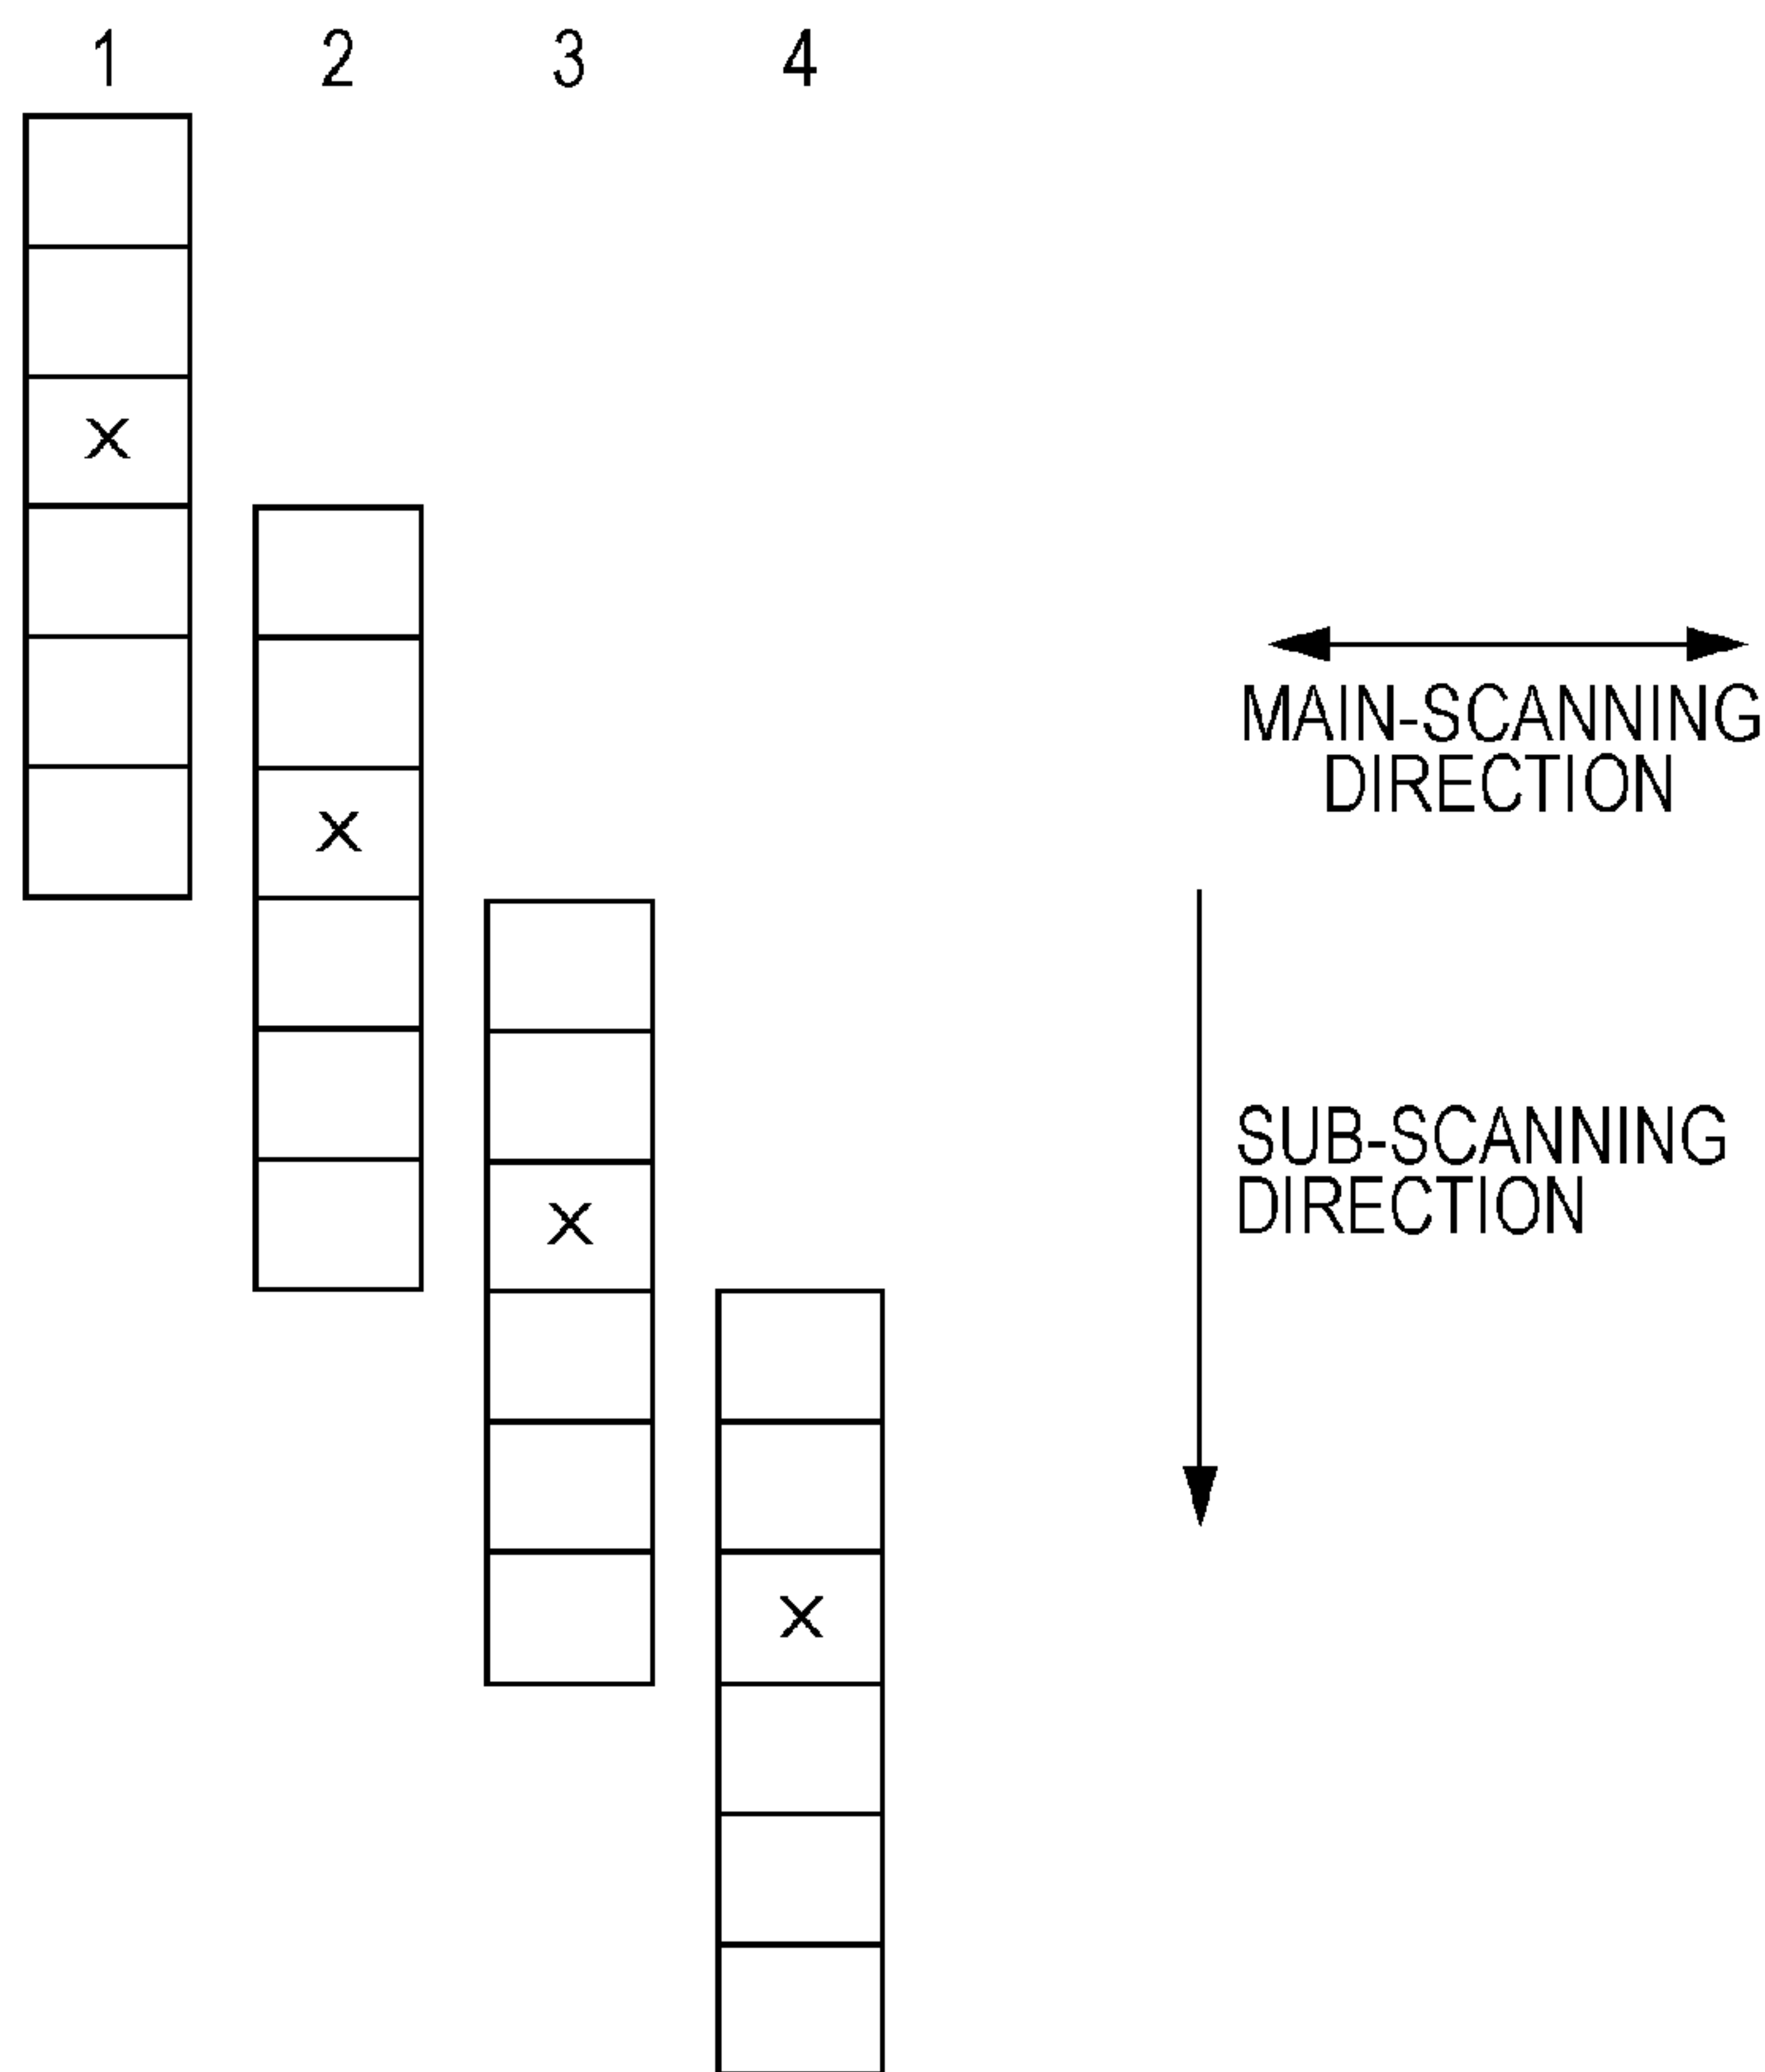 1 2 3 4
X
X
MAIN-SCANNING
DIRECTION
X
SUB-SCANNING
DIRECTION
X